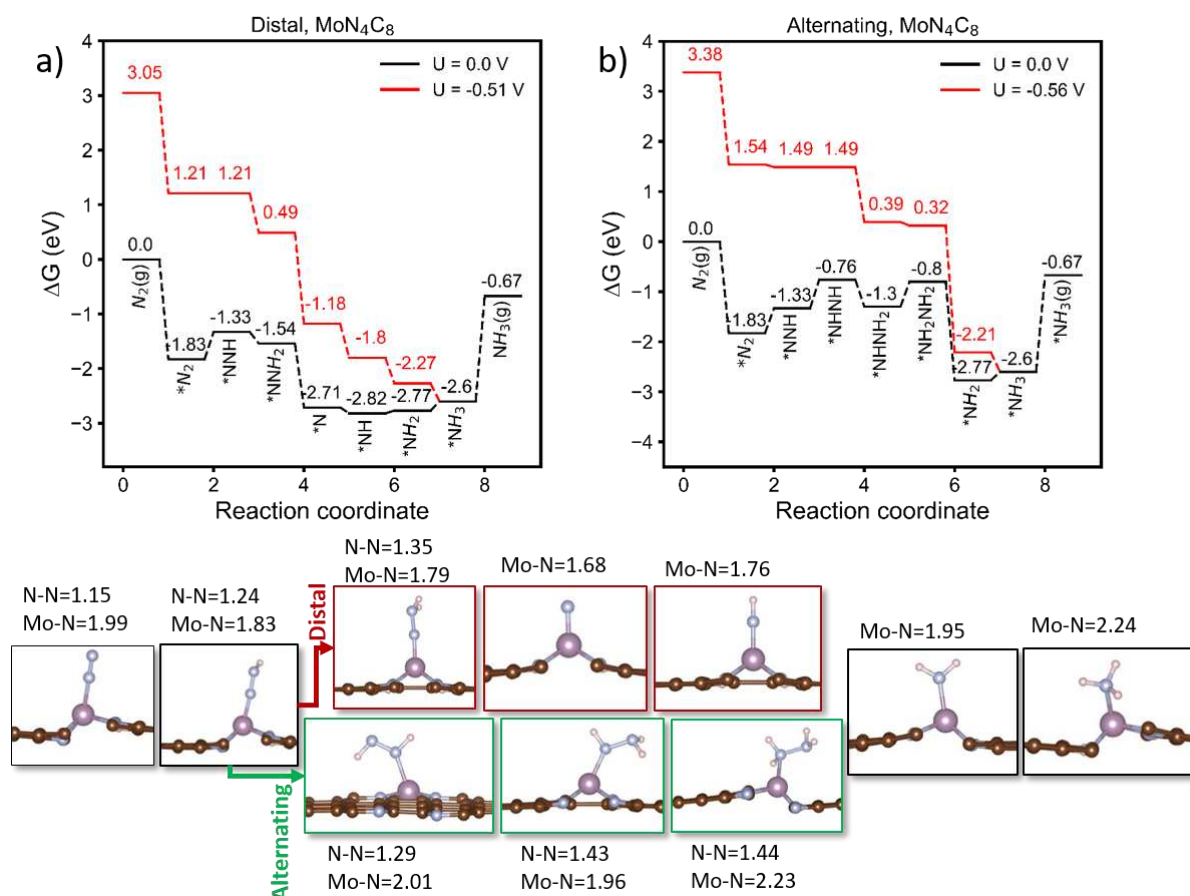 Distal, MoN₄C₈
a)
U = 0.0 V
U = -0.51 V
3.05
1.21 1.21
0.49
-1.18
-1.8
-2.27
0.0
-1.83
-1.33
-1.54
-2.71
-2.82
-2.77
-2.6
-0.67
N₂(g)
*N₂
*NNH
*NNH₂
*N
*NH
*NH₂
*NH₃
NH₃(g)
ΔG (eV)
4
3
2
1
0
−1
−2
−3
0 2 4 6 8
Reaction coordinate
Alternating, MoN₄C₈
b)
U = 0.0 V
U = -0.56 V
3.38
1.54 1.49 1.49
0.39 0.32
-2.21
0.0
-1.83
-1.33
-0.76
-1.3
-0.8
-2.77
-2.6
-0.67
N₂(g)
*N₂
*NNH
*NHNH
*NHNH₂
*NH₂NH₂
*NH₂
*NH₃
*NH₃(g)
ΔG (eV)
4
3
2
1
0
−1
−2
−3
−4
0 2 4 6 8
Reaction coordinate
N-N=1.15
Mo-N=1.99
N-N=1.24
Mo-N=1.83
Distal
N-N=1.35
Mo-N=1.79
Mo-N=1.68
Mo-N=1.76
Mo-N=1.95
Mo-N=2.24
Alternating
N-N=1.29
Mo-N=2.01
N-N=1.43
Mo-N=1.96
N-N=1.44
Mo-N=2.23